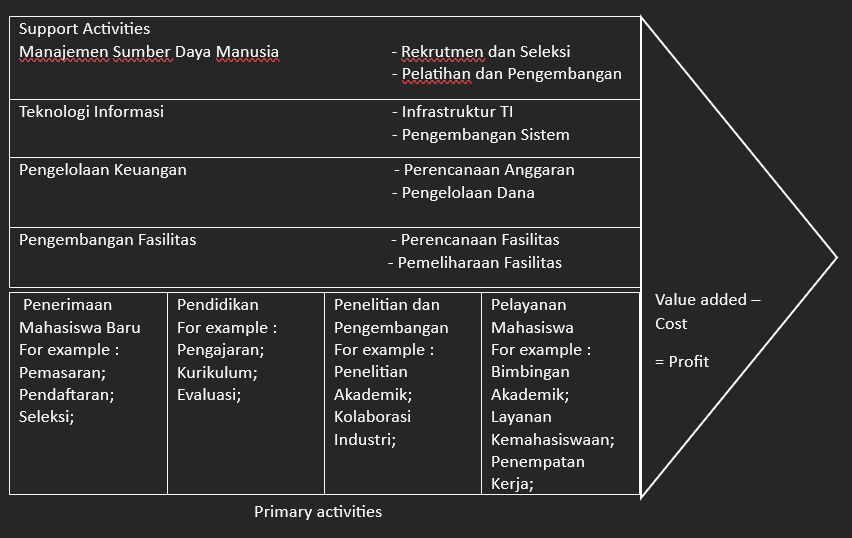 Support Activities
Manajemen Sumber Daya Manusia - Rekrutmen dan Seleksi
- Pelatihan dan Pengembangan
Teknologi Informasi - Infrastruktur TI
- Pengembangan Sistem
Pengelolaan Keuangan - Perencanaan Anggaran
- Pengelolaan Dana
Pengembangan Fasilitas - Perencanaan Fasilitas
- Pemeliharaan Fasilitas
Penerimaan
Mahasiswa Baru
For example :
Pemasaran;
Pendaftaran;
Seleksi;
Pendidikan
For example :
Pengajaran;
Kurikulum;
Evaluasi;
Penelitian dan
Pengembangan
For example :
Penelitian
Akademik;
Kolaborasi
Industri;
Pelayanan
Mahasiswa
For example :
Bimbingan
Akademik;
Layanan
Kemahasiswaan;
Penempatan
Kerja;
Value added –
Cost
= Profit
Primary activities